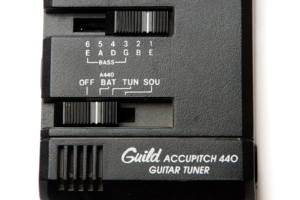 6 5 4 3 2 1
E A D G B E
BASS
A440
OFF BAT TUN SOU
Guild ACCUPITCH 440
GUITAR TUNER